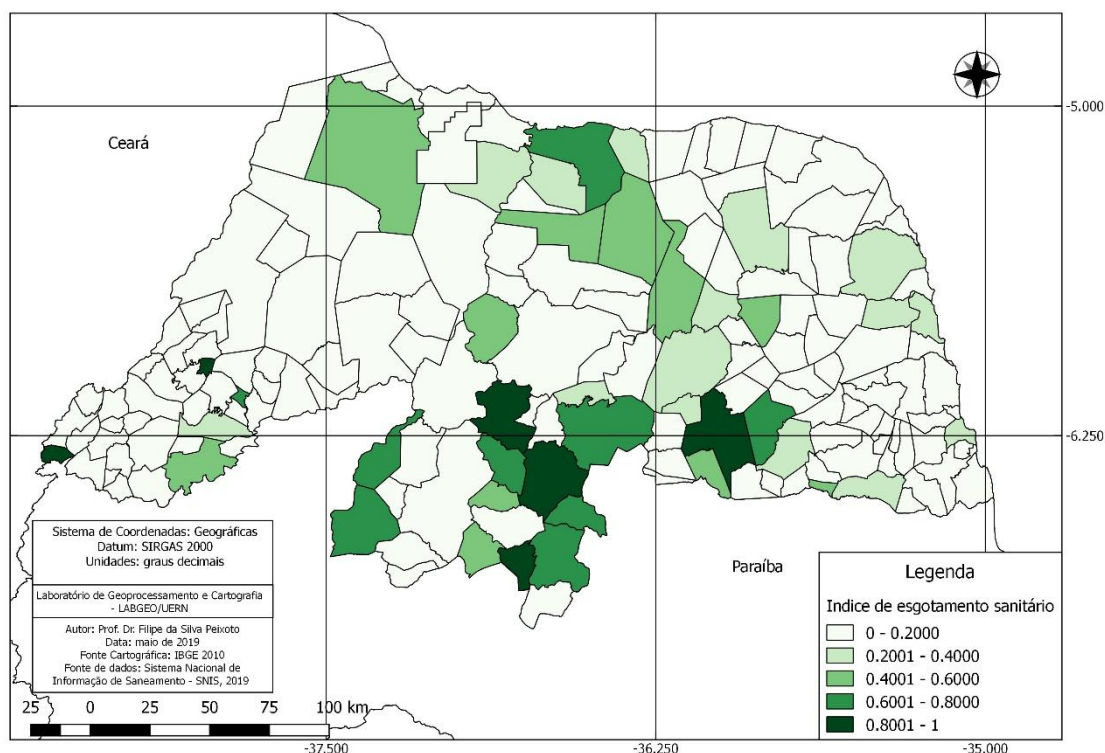 Ceará
-5.000
-6.250
Paraíba
Sistema de Coordenadas: Geográficas
Datum: SIRGAS 2000
Unidades: graus decimais
Laboratório de Geoprocessamento e Cartografia
- LABGEO/UERN
Autor: Prof. Dr. Filipe da Silva Peixoto
Data: maio de 2019
Fonte Cartográfica: IBGE 2010
Fonte de dados: Sistema Nacional de
Informação de Saneamento - SNIS, 2019
25 0 25 50 75 100 km
Legenda
Indice de esgotamento sanitário
0 - 0.2000
0.2001 - 0.4000
0.4001 - 0.6000
0.6001 - 0.8000
0.8001 - 1
-37.500 -36.250 -35.000